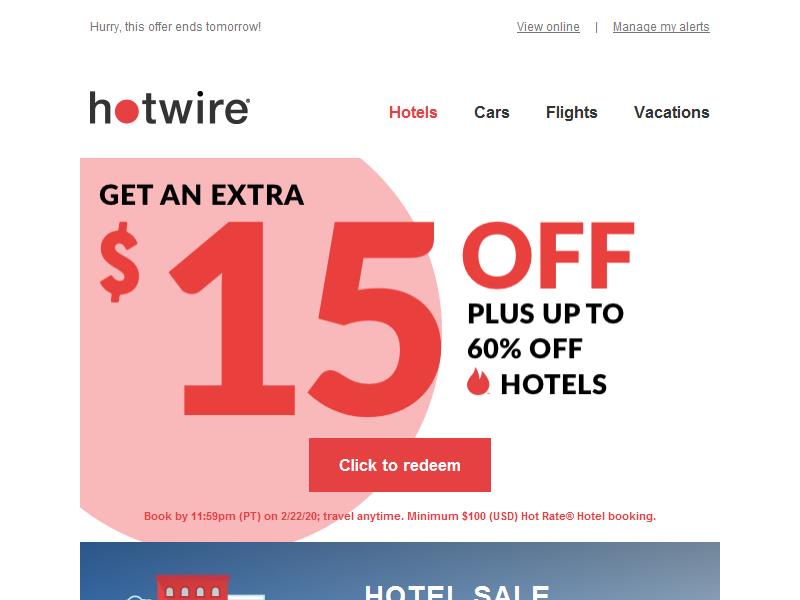 Hurry, this offer ends tomorrow!
View online | Manage my alerts
hotwire
Hotels Cars Flights Vacations
GET AN EXTRA
$15 OFF
PLUS UP TO
60% OFF
HOTELS
Click to redeem
Book by 11:59pm (PT) on 2/22/20; travel anytime. Minimum $100 (USD) Hot Rate® Hotel booking.
HOTEL SALE